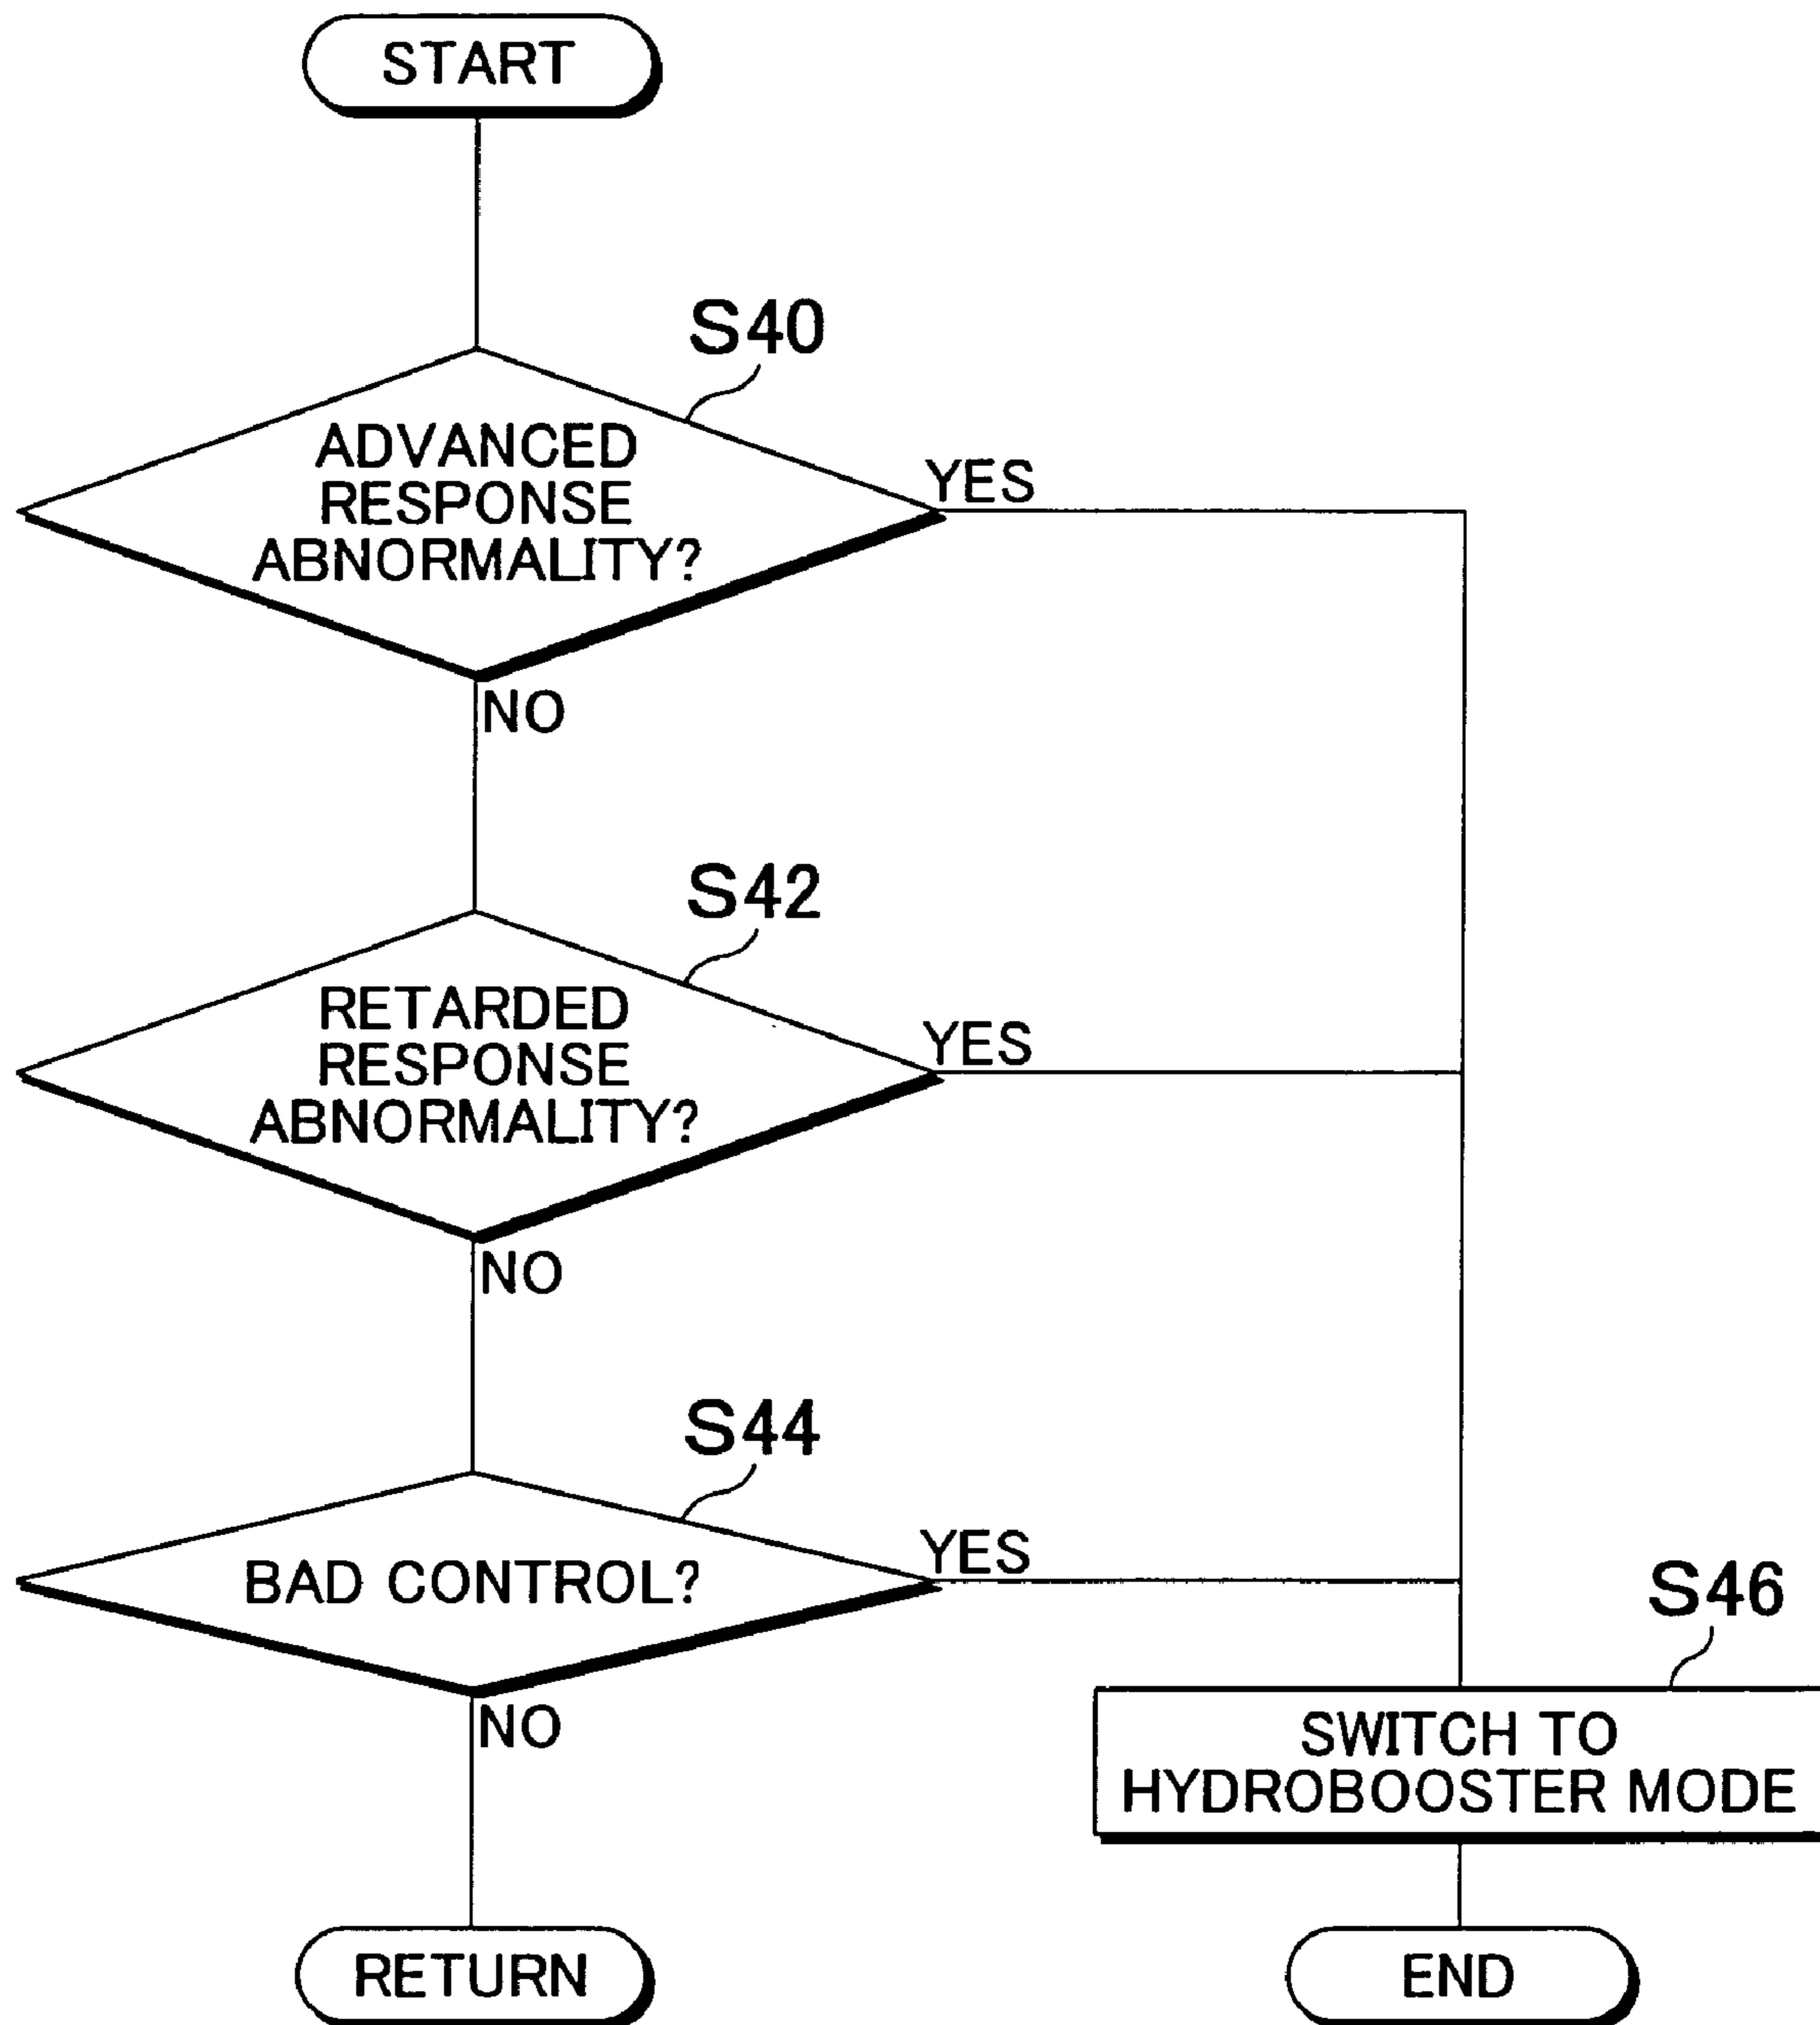 START
S40
ADVANCED
RESPONSE
ABNORMALITY?
YES
NO
S42
RETARDED
RESPONSE
ABNORMALITY?
YES
NO
S44
BAD CONTROL?
YES
NO
S46
SWITCH TO
HYDROBOOSTER MODE
RETURN
END